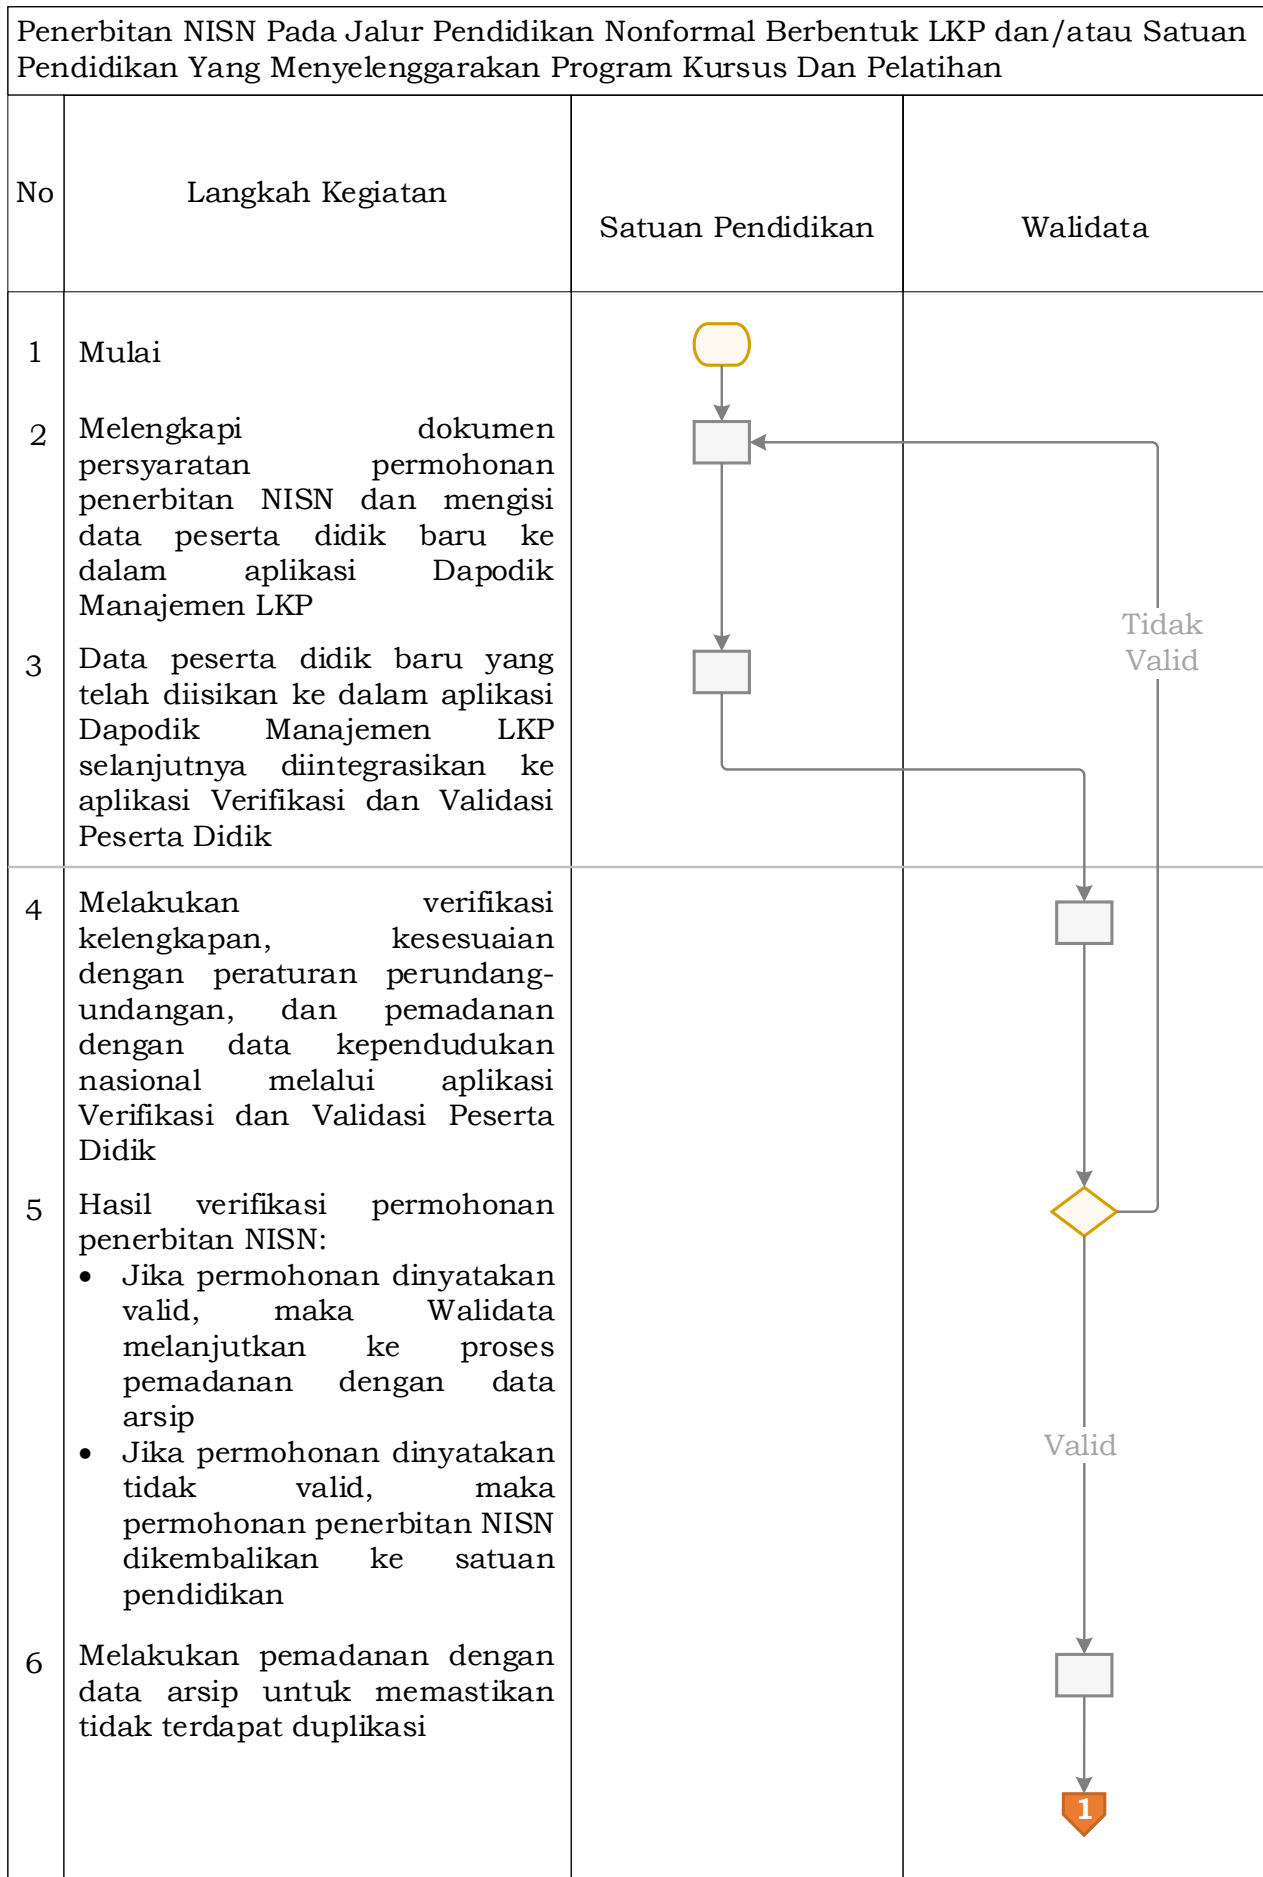 Penerbitan NISN Pada Jalur Pendidikan Nonformal Berbentuk LKP dan/atau Satuan
Pendidikan Yang Menyelenggarakan Program Kursus Dan Pelatihan
No
Langkah Kegiatan
Satuan Pendidikan
Walidata
1
Mulai
2
Melengkapi dokumen
persyaratan permohonan
penerbitan NISN dan mengisi
data peserta didik baru ke
dalam aplikasi Dapodik
Manajemen LKP
Tidak
Valid
3
Data peserta didik baru yang
telah diisikan ke dalam aplikasi
Dapodik Manajemen LKP
selanjutnya diintegrasikan ke
aplikasi Verifikasi dan Validasi
Peserta Didik
4
Melakukan verifikasi
kelengkapan, kesesuaian
dengan peraturan perundang-
undangan, dan pemadanan
dengan data kependudukan
nasional melalui aplikasi
Verifikasi dan Validasi Peserta
Didik
5
Hasil verifikasi permohonan
penerbitan NISN:
• Jika permohonan dinyatakan
valid, maka Walidata
melanjutkan ke proses
pemadanan dengan data
arsip
• Jika permohonan dinyatakan
tidak valid, maka
permohonan penerbitan NISN
dikembalikan ke satuan
pendidikan
Valid
6
Melakukan pemadanan dengan
data arsip untuk memastikan
tidak terdapat duplikasi
1